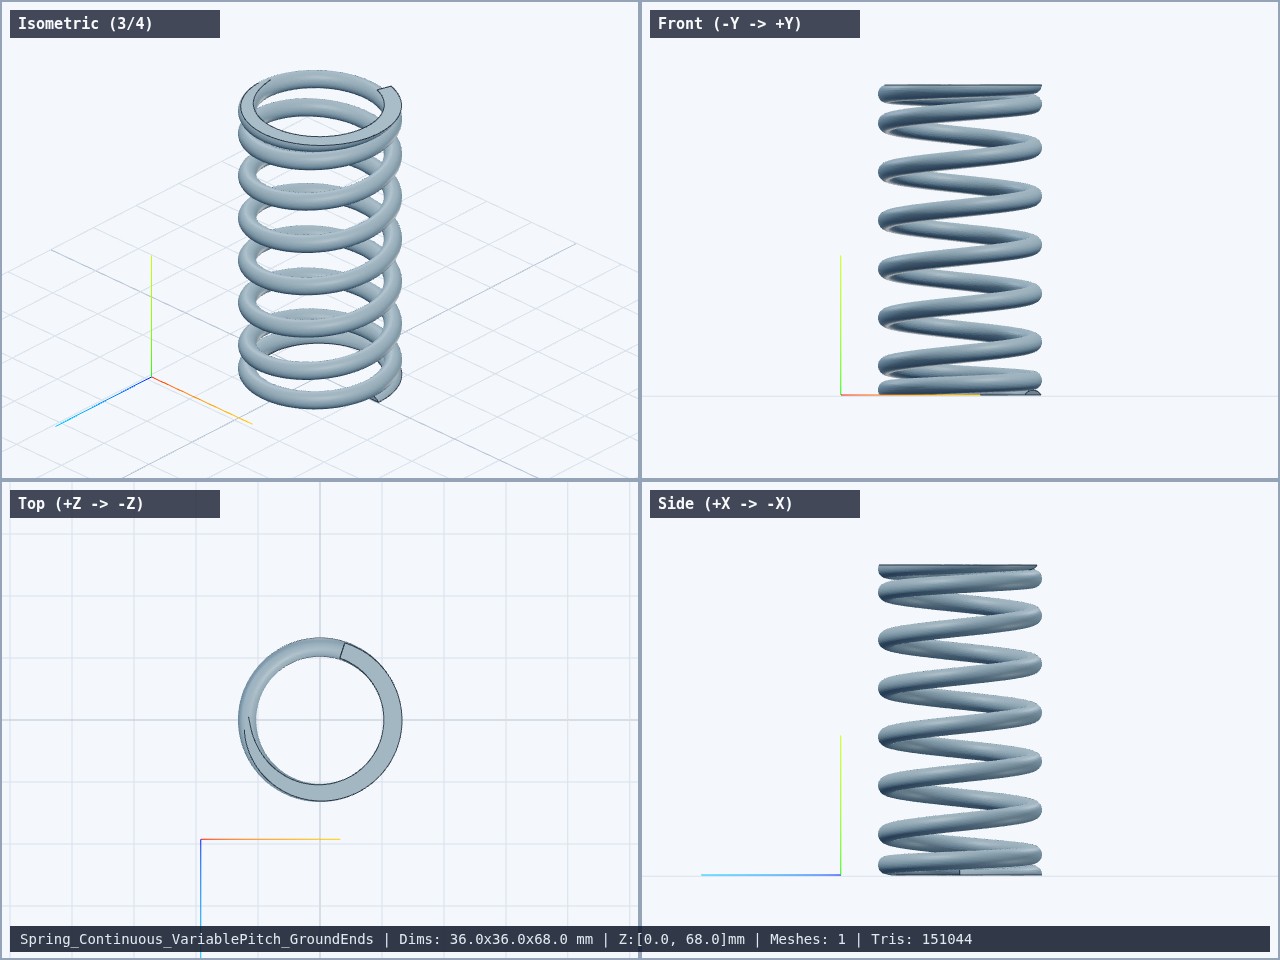 Isometric (3/4)
Front (-Y -> +Y)
Top (+Z -> -Z)
Side (+X -> -X)
Spring_Continuous_VariablePitch_GroundEnds | Dims: 36.0x36.0x68.0 mm | Z:[0.0, 68.0]mm | Meshes: 1 | Tris: 151044